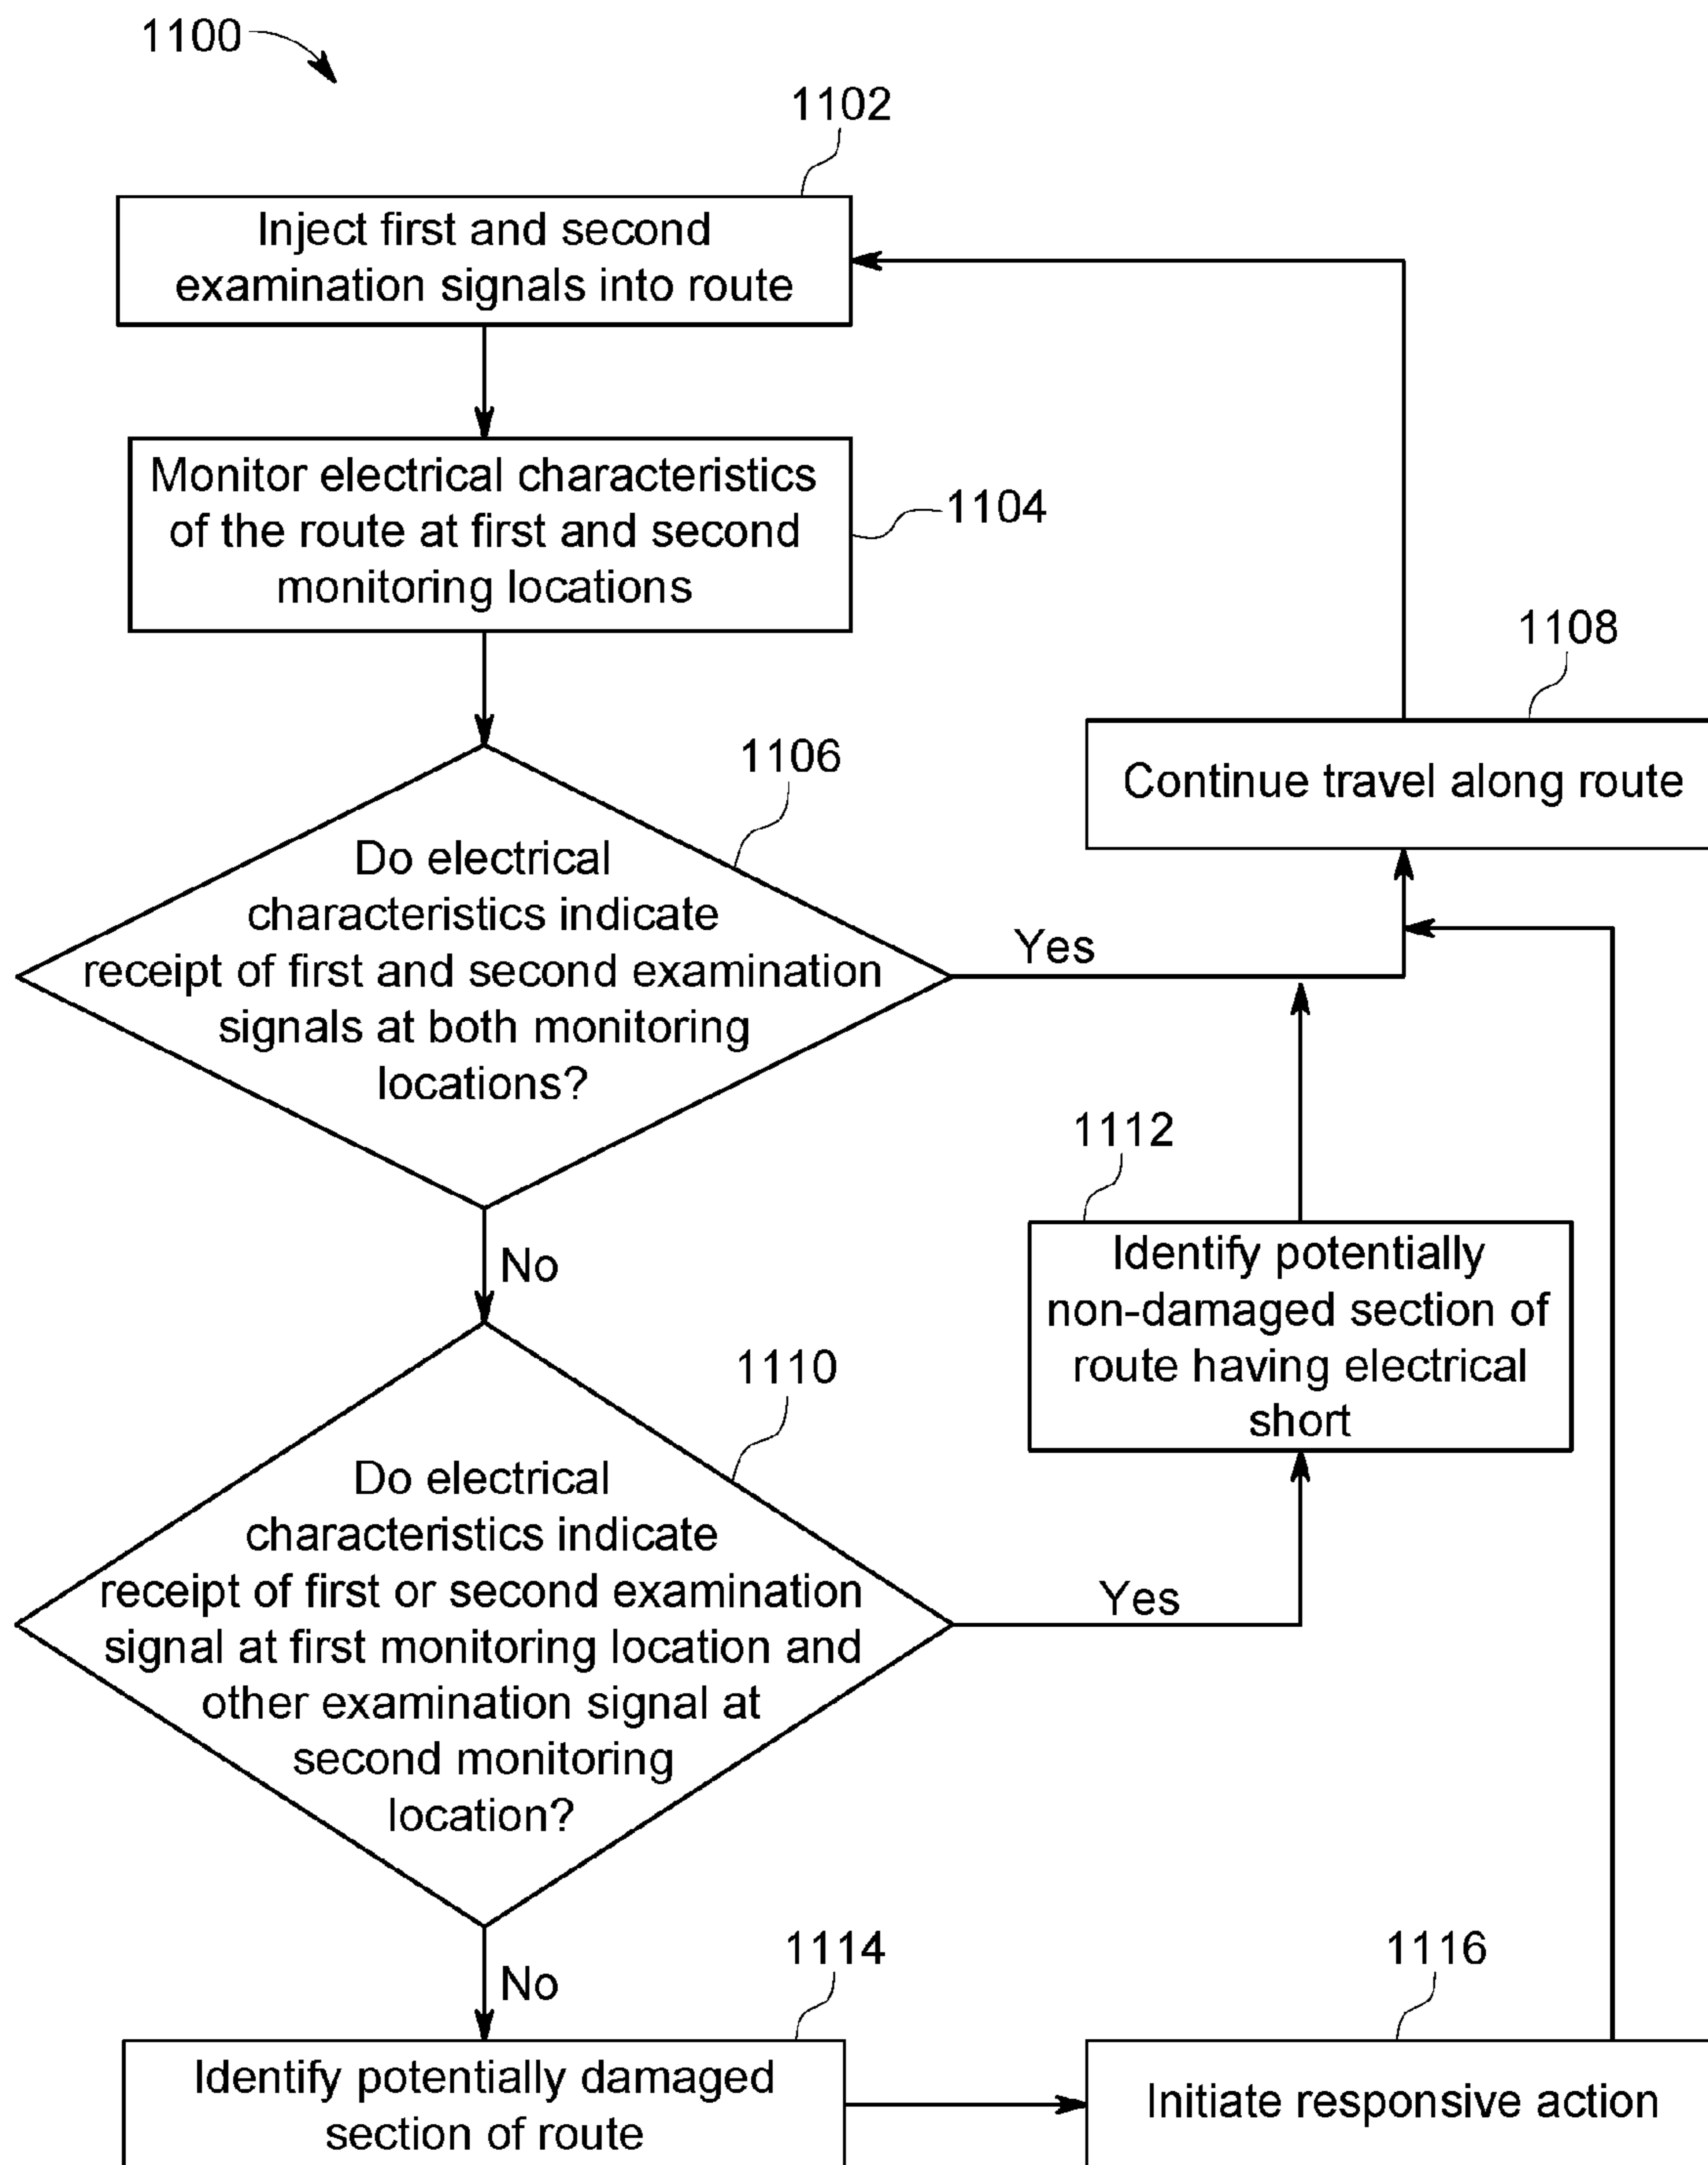 1100
1102
Inject first and second
examination signals into route
Monitor electrical characteristics
of the route at first and second
monitoring locations
1104
1108
Continue travel along route
1106
Do electrical
characteristics indicate
receipt of first and second examination
signals at both monitoring
locations?
Yes
No
1112
Identify potentially
non-damaged section of
route having electrical
short
1110
Do electrical
characteristics indicate
receipt of first or second examination
signal at first monitoring location and
other examination signal at
second monitoring
location?
Yes
No
1114
Identify potentially damaged
section of route
1116
Initiate responsive action